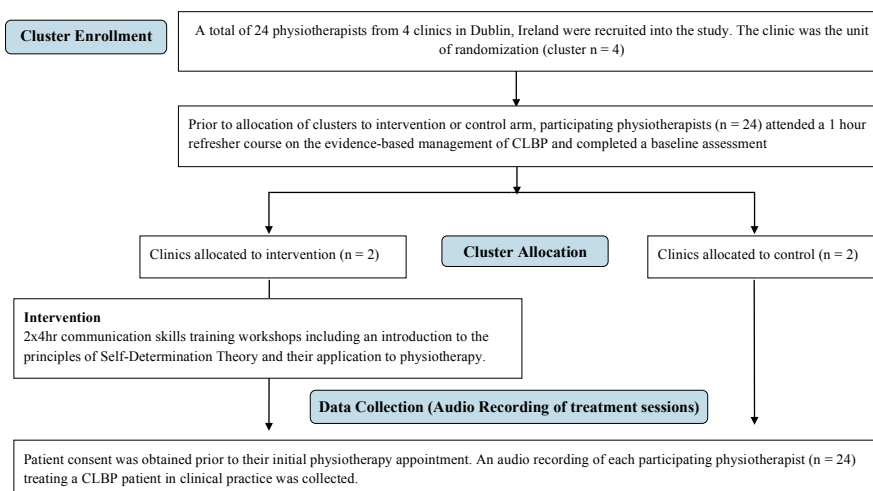 Cluster Enrollment
A total of 24 physiotherapists from 4 clinics in Dublin, Ireland were recruited into the study. The clinic was the unit
of randomization (cluster n = 4)
Prior to allocation of clusters to intervention or control arm, participating physiotherapists (n = 24) attended a 1 hour
refresher course on the evidence-based management of CLBP and completed a baseline assessment
Clinics allocated to intervention (n = 2)
Cluster Allocation
Clinics allocated to control (n = 2)
Intervention
2x4hr communication skills training workshops including an introduction to the
principles of Self-Determination Theory and their application to physiotherapy.
Data Collection (Audio Recording of treatment sessions)
Patient consent was obtained prior to their initial physiotherapy appointment. An audio recording of each participating physiotherapist (n = 24)
treating a CLBP patient in clinical practice was collected.